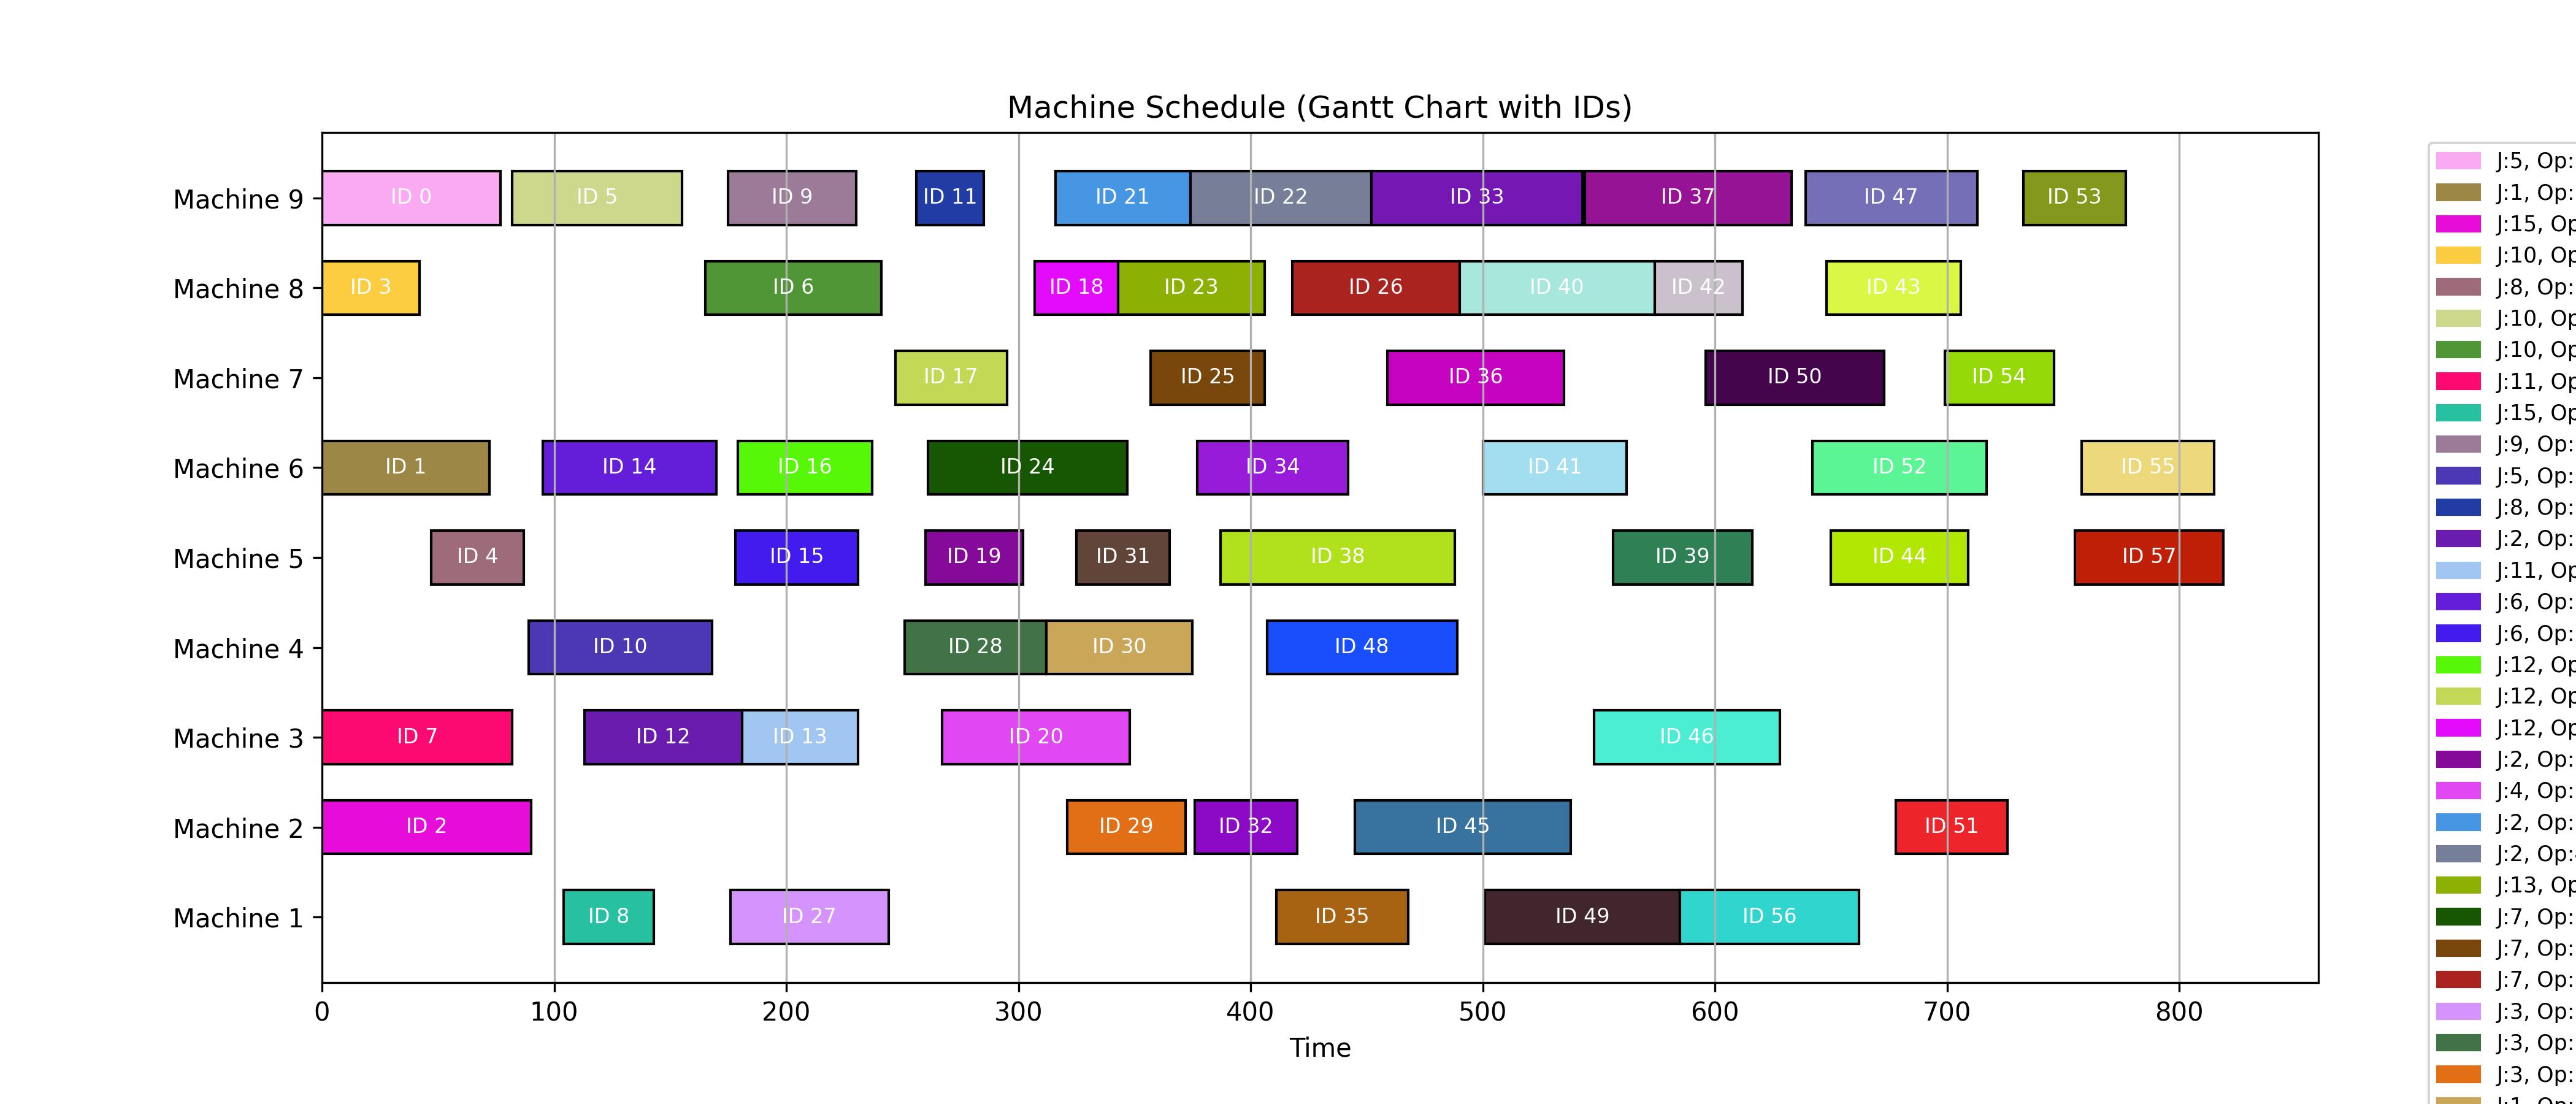 Machine Schedule (Gantt Chart with IDs)
Machine 9
ID 0 ID 5 ID 9 ID 11 ID 21 ID 22 ID 33 ID 37 ID 47 ID 53
Machine 8
ID 3 ID 6 ID 18 ID 23 ID 26 ID 40 ID 42 ID 43
Machine 7
ID 17 ID 25 ID 36 ID 50 ID 54
Machine 6
ID 1 ID 14 ID 16 ID 24 ID 34 ID 41 ID 52 ID 55
Machine 5
ID 4 ID 15 ID 19 ID 31 ID 38 ID 39 ID 44 ID 57
Machine 4
ID 10 ID 28 ID 30 ID 48
Machine 3
ID 7 ID 12 ID 13 ID 20 ID 46
Machine 2
ID 2 ID 29 ID 32 ID 45 ID 51
Machine 1
ID 8 ID 27 ID 35 ID 49 ID 56
0 100 200 300 400 500 600 700 800
Time
J:5, Op:
J:1, Op:
J:15, Op
J:10, Op
J:8, Op:
J:10, Op
J:10, Op
J:11, Op
J:15, Op
J:9, Op:
J:5, Op:
J:8, Op:
J:2, Op:
J:11, Op
J:6, Op:
J:6, Op:
J:12, Op
J:12, Op
J:12, Op
J:2, Op:
J:4, Op:
J:2, Op:
J:2, Op:
J:13, Op
J:7, Op:
J:7, Op:
J:7, Op:
J:3, Op:
J:3, Op:
J:3, Op: